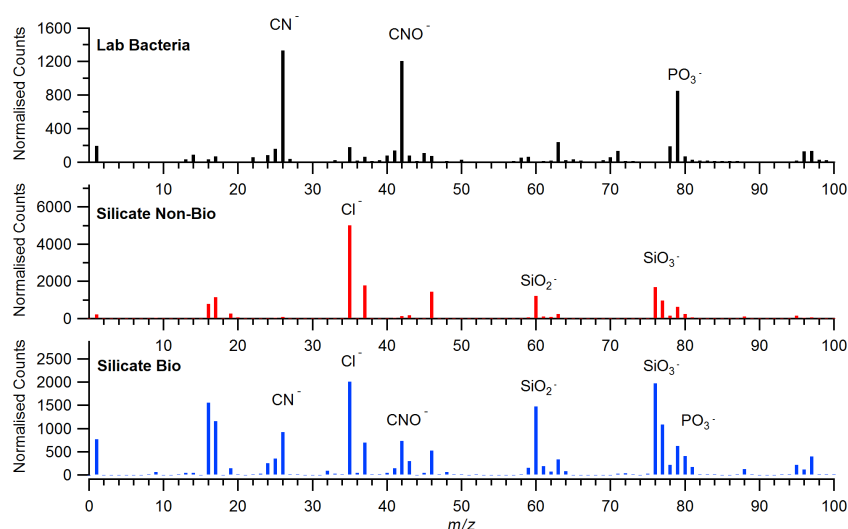 Lab Bacteria
Normalised Counts
1600
1200
800
400
0
CN-
CNO-
PO3-
10 20 30 40 50 60 70 80 90 100
Silicate Non-Bio
Normalised Counts
6000
4000
2000
0
Cl-
SiO2-
SiO3-
0 10 20 30 40 50 60 70 80 90 100
Silicate Bio
Normalised Counts
2500
2000
1500
1000
500
0
CN-
Cl-
CNO-
SiO2-
SiO3-
PO3-
0 10 20 30 40 50 60 70 80 90 100
m/z